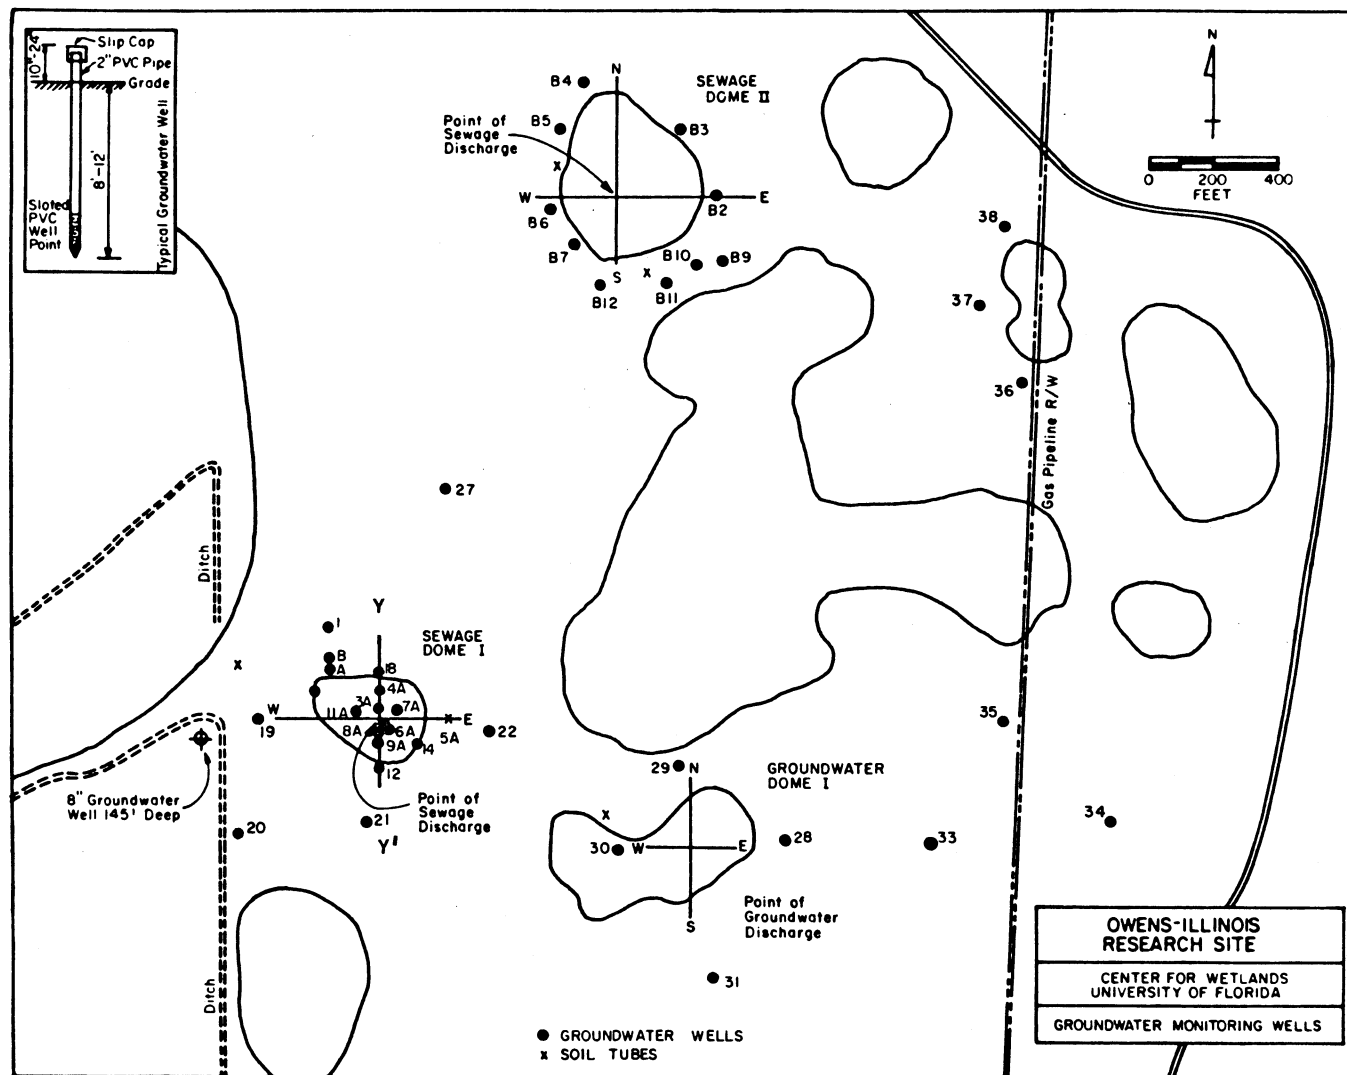 Slip Cap
2" PVC Pipe
Grade
10"-24"
8'-12'
Sloted
PVC
Well
Point
Typical Groundwater Well
B4
N
SEWAGE
DOME II
B5
Point of
Sewage
Discharge
B3
W
E
B2
B6
B7
S
B10
B9
B12
B11
N
0 200 400
FEET
38
37
36
Gas Pipeline R/W
27
Ditch
Y
1
SEWAGE
DOME I
B
A
18
4A
3A
11A
7A
W
E
19
8A
6A
5A
22
9A
14
12
8" Groundwater
Well 145' Deep
Point of
Sewage
Discharge
20
21
Y'
29
N
GROUNDWATER
DOME I
35
30
W
E
28
33
34
Point of
Groundwater
Discharge
S
31
Ditch
GROUNDWATER WELLS
x SOIL TUBES
OWENS-ILLINOIS
RESEARCH SITE
CENTER FOR WETLANDS
UNIVERSITY OF FLORIDA
GROUNDWATER MONITORING WELLS